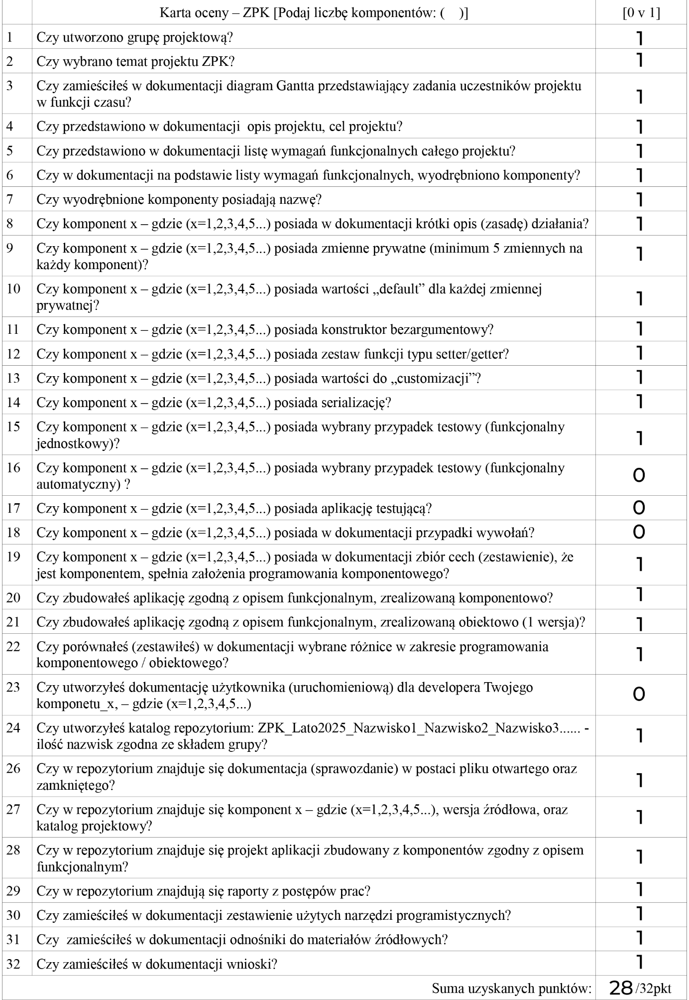 Karta oceny – ZPK [Podaj liczbę komponentów: ( )] [0 v 1]
1 Czy utworzono grupę projektową? 1
2 Czy wybrano temat projektu ZPK? 1
3 Czy zamieściłeś w dokumentacji diagram Gantta przedstawiający zadania uczestników projektu
w funkcji czasu? 1
4 Czy przedstawiono w dokumentacji opis projektu, cel projektu? 1
5 Czy przedstawiono w dokumentacji listę wymagań funkcjonalnych całego projektu? 1
6 Czy w dokumentacji na podstawie listy wymagań funkcjonalnych, wyodrębniono komponenty? 1
7 Czy wyodrębnione komponenty posiadają nazwę? 1
8 Czy komponent x – gdzie (x=1,2,3,4,5...) posiada w dokumentacji krótki opis (zasadę) działania? 1
9 Czy komponent x – gdzie (x=1,2,3,4,5...) posiada zmienne prywatne (minimum 5 zmiennych na
każdy komponent)? 1
10 Czy komponent x – gdzie (x=1,2,3,4,5...) posiada wartości „default” dla każdej zmiennej
prywatnej? 1
11 Czy komponent x – gdzie (x=1,2,3,4,5...) posiada konstruktor bezargumentowy? 1
12 Czy komponent x – gdzie (x=1,2,3,4,5...) posiada zestaw funkcji typu setter/getter? 1
13 Czy komponent x – gdzie (x=1,2,3,4,5...) posiada wartości do „customizacji”? 1
14 Czy komponent x – gdzie (x=1,2,3,4,5...) posiada serializację? 1
15 Czy komponent x – gdzie (x=1,2,3,4,5...) posiada wybrany przypadek testowy (funkcjonalny
jednostkowy)? 1
16 Czy komponent x – gdzie (x=1,2,3,4,5...) posiada wybrany przypadek testowy (funkcjonalny
automatyczny) ? 0
17 Czy komponent x – gdzie (x=1,2,3,4,5...) posiada aplikację testującą? 0
18 Czy komponent x – gdzie (x=1,2,3,4,5...) posiada w dokumentacji przypadki wywołań? 0
19 Czy komponent x – gdzie (x=1,2,3,4,5...) posiada w dokumentacji zbiór cech (zestawienie), że
jest komponentem, spełnia założenia programowania komponentowego? 1
20 Czy zbudowałeś aplikację zgodną z opisem funkcjonalnym, zrealizowaną komponentowo? 1
21 Czy zbudowałeś aplikację zgodną z opisem funkcjonalnym, zrealizowaną obiektowo (1 wersja)? 1
22 Czy porównałeś (zestawiłeś) w dokumentacji wybrane różnice w zakresie programowania
komponentowego / obiektowego? 1
23 Czy utworzyłeś dokumentację użytkownika (uruchomieniową) dla developera Twojego
komponetu_x, – gdzie (x=1,2,3,4,5...) 0
24 Czy utworzyłeś katalog repozytorium: ZPK_Lato2025_Nazwisko1_Nazwisko2_Nazwisko3...... -
ilość nazwisk zgodna ze składem grupy? 1
26 Czy w repozytorium znajduje się dokumentacja (sprawozdanie) w postaci pliku otwartego oraz
zamkniętego? 1
27 Czy w repozytorium znajduje się komponent x – gdzie (x=1,2,3,4,5...), wersja źródłowa, oraz
katalog projektowy? 1
28 Czy w repozytorium znajduje się projekt aplikacji zbudowany z komponentów zgodny z opisem
funkcjonalnym? 1
29 Czy w repozytorium znajdują się raporty z postępów prac? 1
30 Czy zamieściłeś w dokumentacji zestawienie użytych narzędzi programistycznych? 1
31 Czy zamieściłeś w dokumentacji odnośniki do materiałów źródłowych? 1
32 Czy zamieściłeś w dokumentacji wnioski? 1
Suma uzyskanych punktów: 28 /32pkt